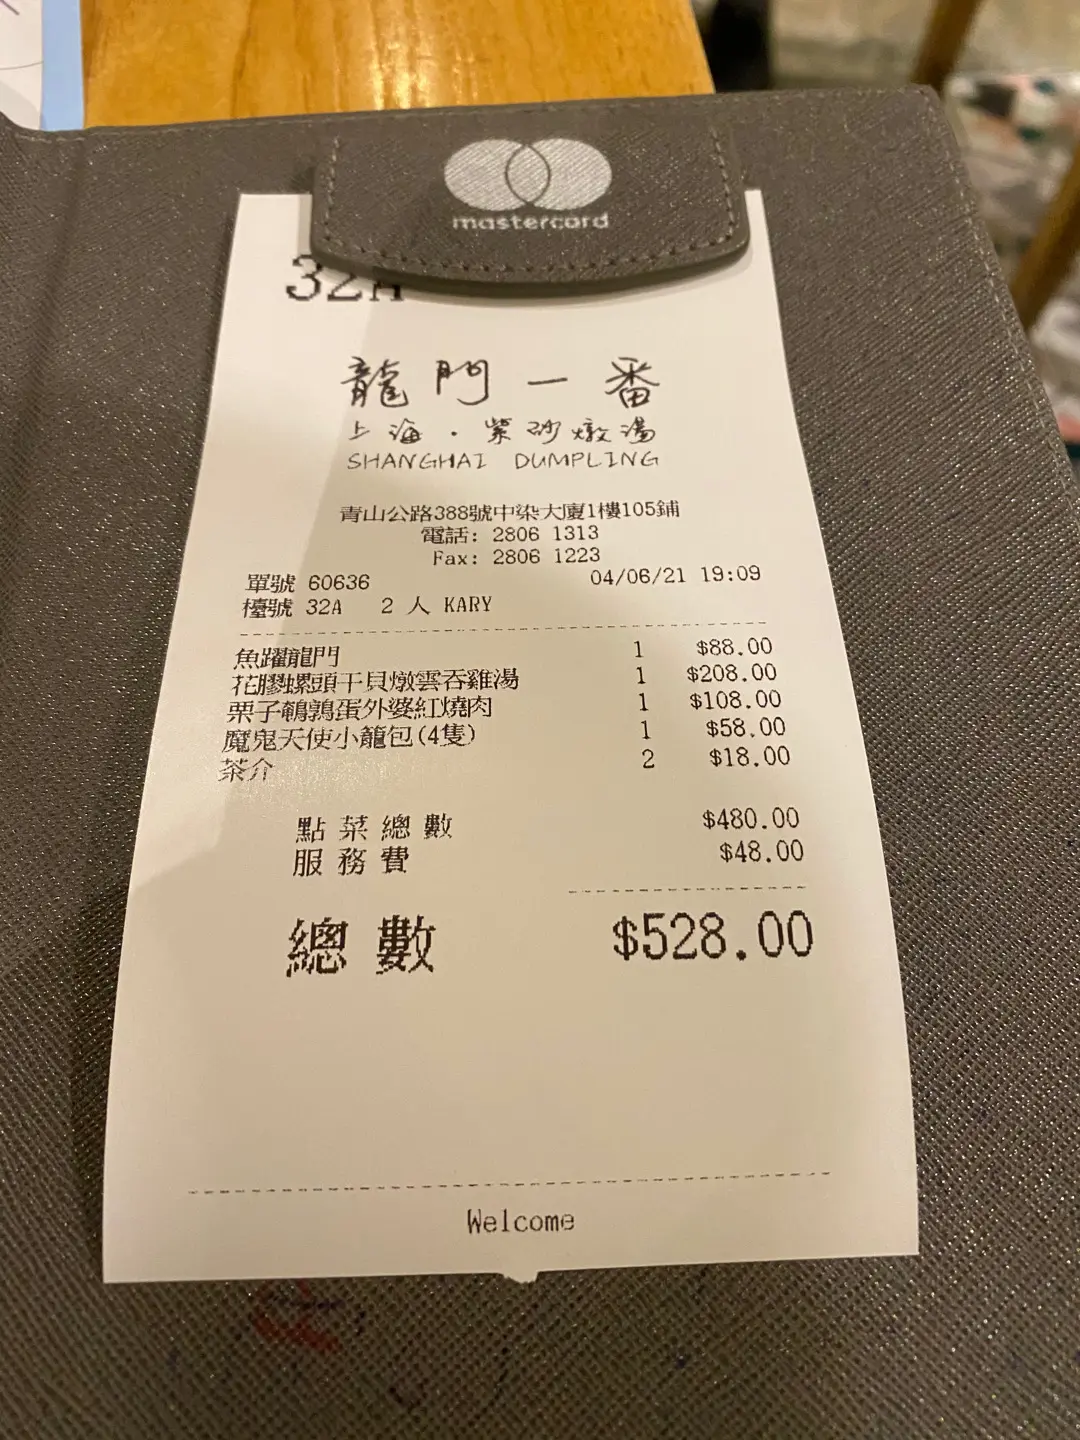 mastercard
32A
龍門一番
上海・紫砂燉湯
SHANGHAI DUMPLING
青山公路388號中染大廈1樓105鋪
電話: 2806 1313
Fax: 2806 1223
單號 60636 04/06/21 19:09
檯號 32A 2 人 KARY
魚躍龍門 1 $88.00
花膠螺頭干貝燉雲吞雞湯 1 $208.00
栗子鵪鶉蛋外婆紅燒肉 1 $108.00
魔鬼天使小籠包(4隻) 1 $58.00
茶介 2 $18.00
點菜總數 $480.00
服務費 $48.00
總數 $528.00
Welcome